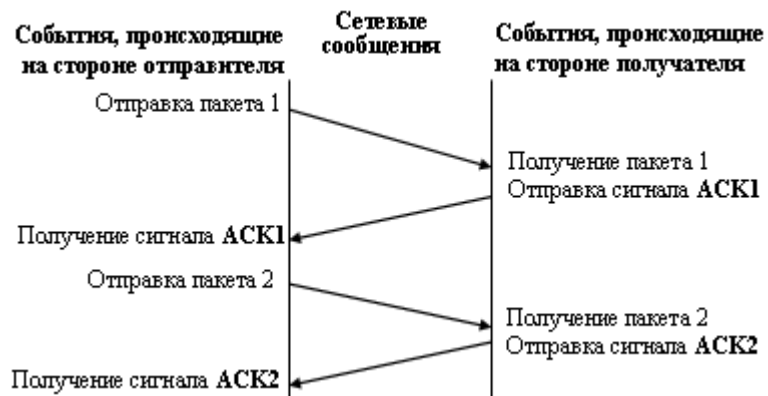 События, происходящие
на стороне отправителя
Сетевые
сообщения
События, происходящие
на стороне получателя
Отправка пакета 1
Получение пакета 1
Отправка сигнала ACK1
Получение сигнала ACK1
Отправка пакета 2
Получение пакета 2
Отправка сигнала ACK2
Получение сигнала ACK2